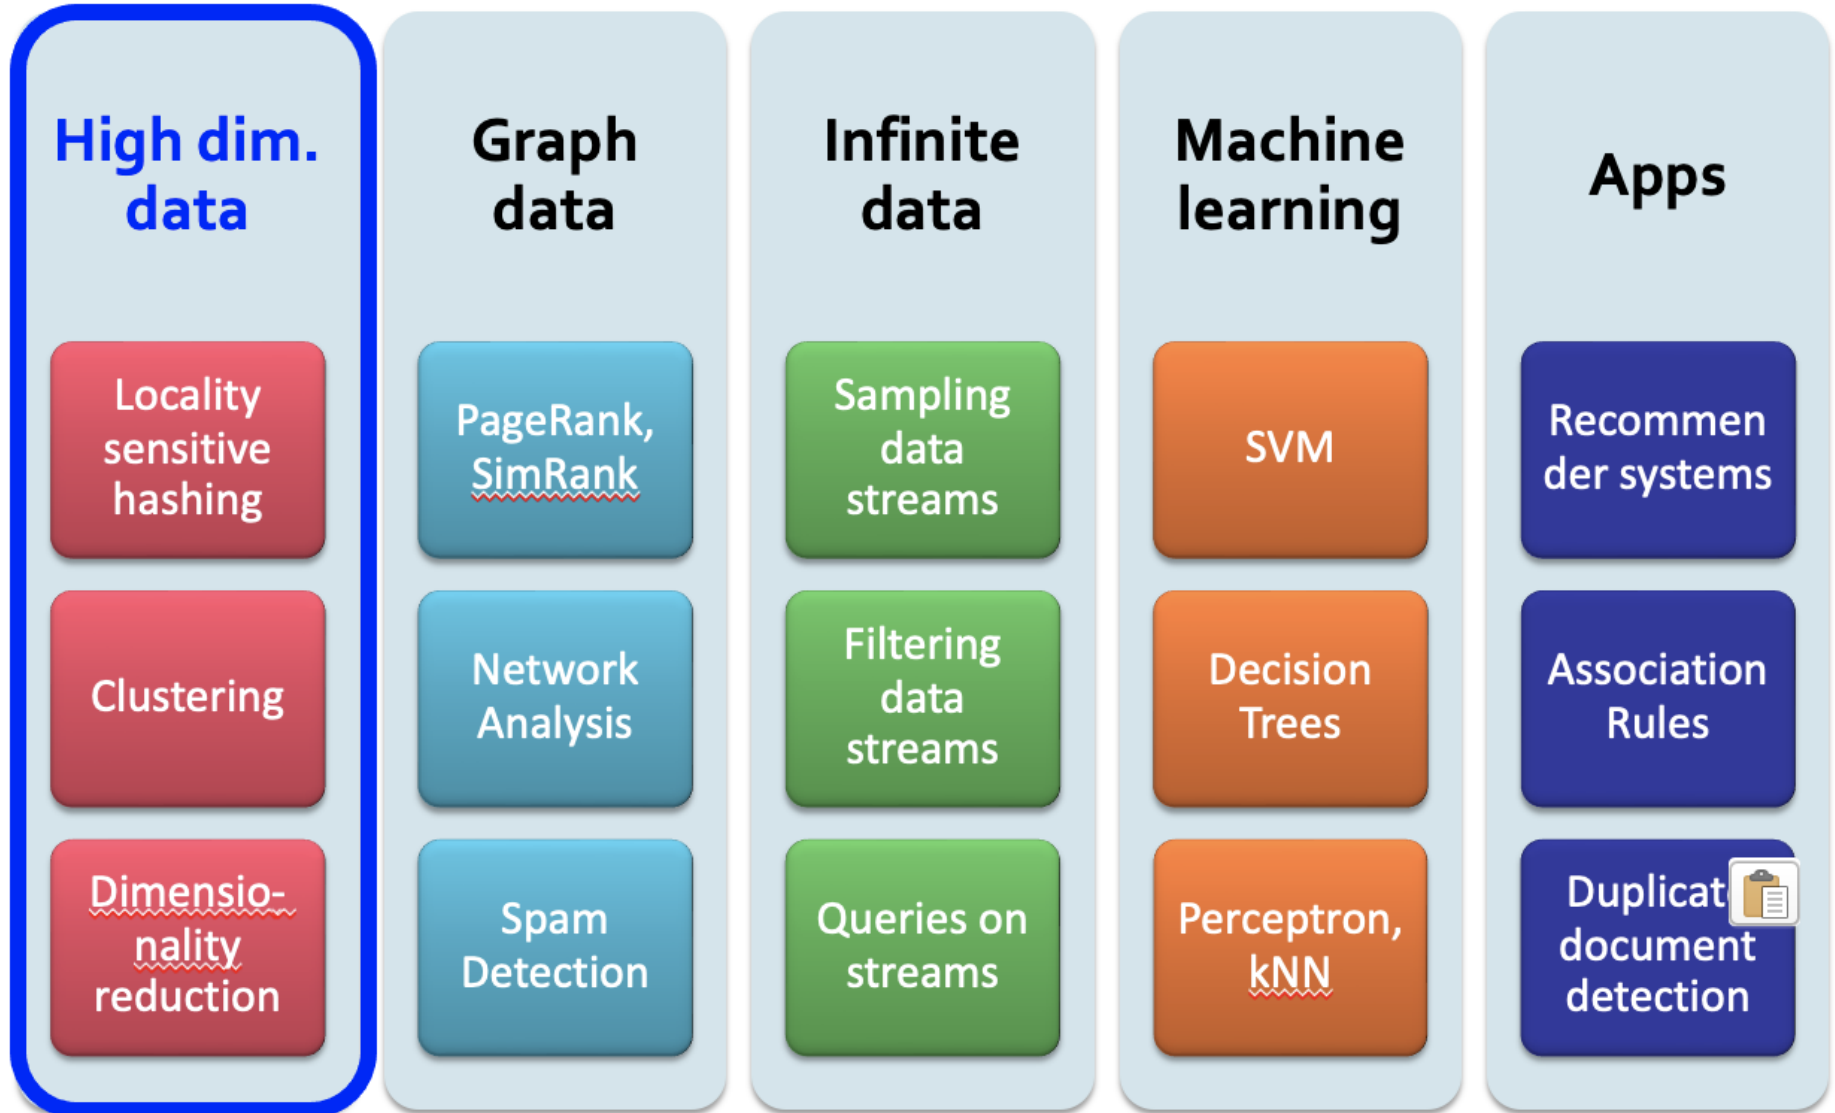 High dim.
data
Locality
sensitive
hashing
Clustering
Dimensio-
nality
reduction
Graph
data
PageRank,
SimRank
Network
Analysis
Spam
Detection
Infinite
data
Sampling
data
streams
Filtering
data
streams
Queries on
streams
Machine
learning
SVM
Decision
Trees
Perceptron,
kNN
Apps
Recommen
der systems
Association
Rules
Duplicate
document
detection